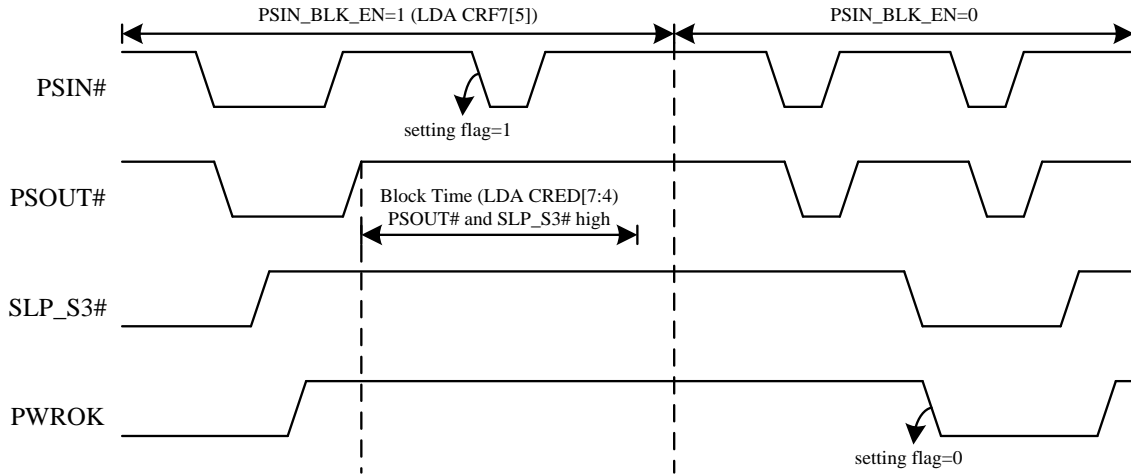 PSIN_BLK_EN=1 (LDA CRF7[5])
PSIN_BLK_EN=0
PSIN#
setting flag=1
PSOUT#
Block Time (LDA CRED[7:4)
PSOUT# and SLP_S3# high
SLP_S3#
PWROK
setting flag=0